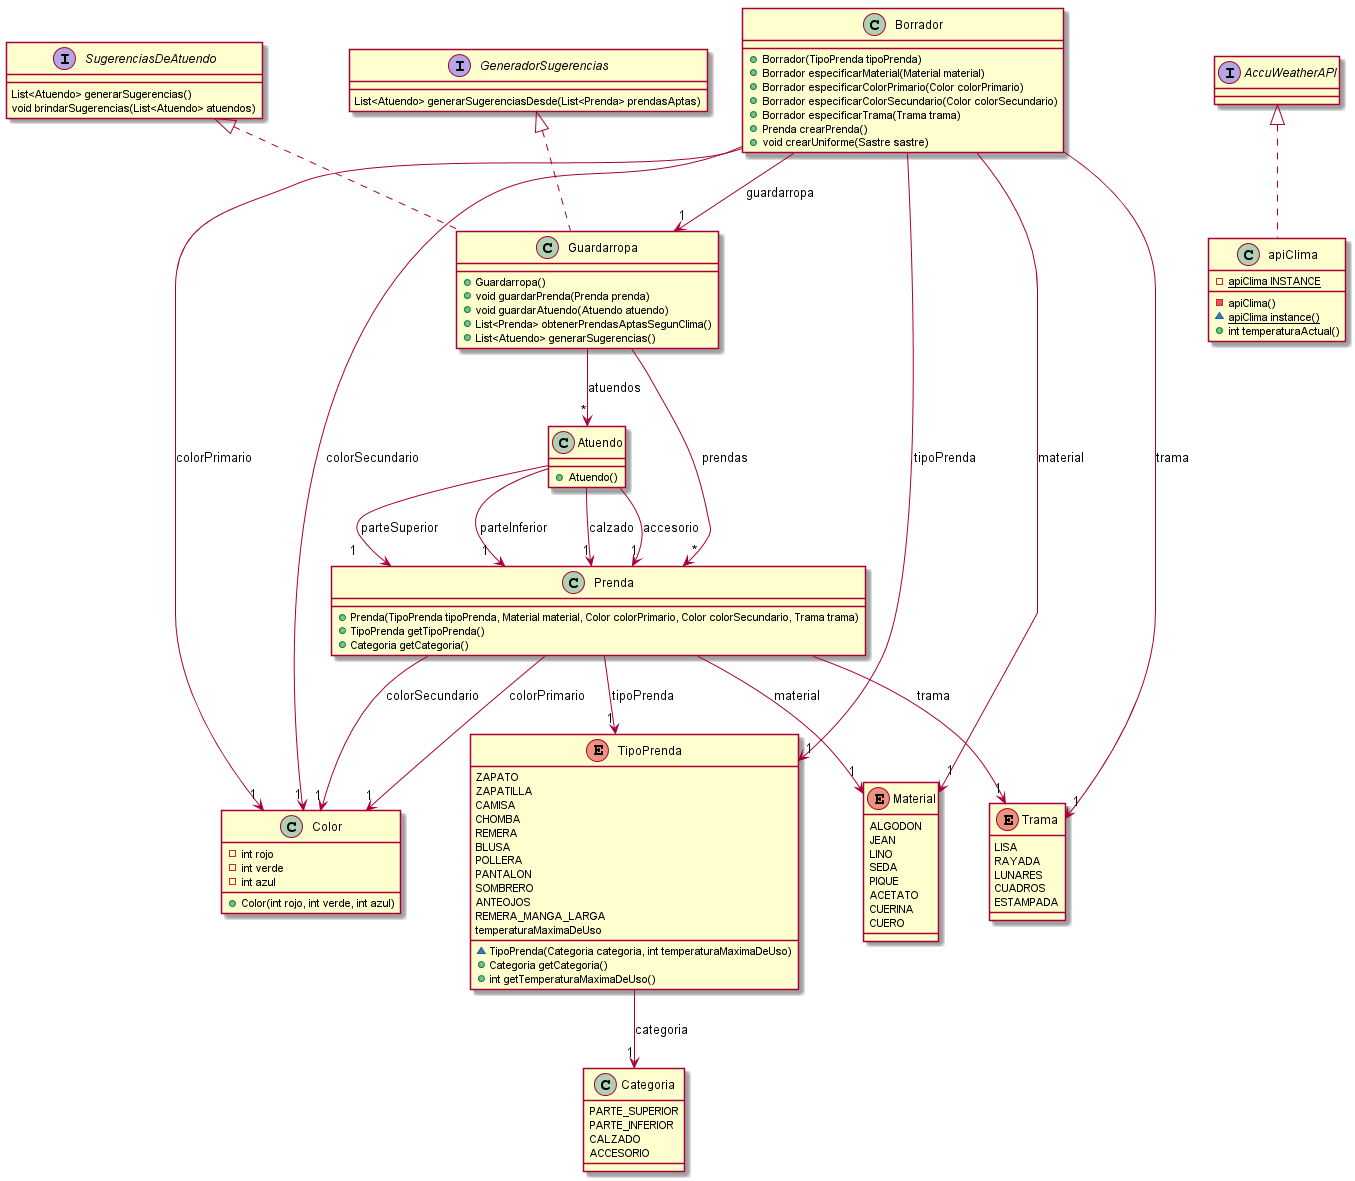 SugerenciasDeAtuendo
List<Atuendo> generarSugerencias()
void brindarSugerencias(List<Atuendo> atuendos)
GeneradorSugerencias
List<Atuendo> generarSugerenciasDesde(List<Prenda> prendasAptas)
Borrador
Borrador(TipoPrenda tipoPrenda)
Borrador especificarMaterial(Material material)
Borrador especificarColorPrimario(Color colorPrimario)
Borrador especificarColorSecundario(Color colorSecundario)
Borrador especificarTrama(Trama trama)
Prenda crearPrenda()
void crearUniforme(Sastre sastre)
AccuWeatherAPI
guardarropa
1
Guardarropa
Guardarropa()
void guardarPrenda(Prenda prenda)
void guardarAtuendo(Atuendo atuendo)
List<Prenda> obtenerPrendasAptasSegunClima()
List<Atuendo> generarSugerencias()
apiClima
apiClima INSTANCE
apiClima()
apiClima instance()
int temperaturaActual()
atuendos
*
Atuendo
Atuendo()
colorPrimario
colorSecundario
prendas
tipoPrenda
material
trama
parteSuperior
parteInferior
calzado
accesorio
1
1
1
1
*
Prenda
Prenda(TipoPrenda tipoPrenda, Material material, Color colorPrimario, Color colorSecundario, Trama trama)
TipoPrenda getTipoPrenda()
Categoria getCategoria()
colorSecundario
colorPrimario
tipoPrenda
material
trama
1
1
1
1
1
1
1
1
1
1
Color
int rojo
int verde
int azul
Color(int rojo, int verde, int azul)
TipoPrenda
ZAPATO
ZAPATILLA
CAMISA
CHOMBA
REMERA
BLUSA
POLLERA
PANTALON
SOMBRERO
ANTEOJOS
REMERA_MANGA_LARGA
temperaturaMaximaDeUso
TipoPrenda(Categoria categoria, int temperaturaMaximaDeUso)
Categoria getCategoria()
int getTemperaturaMaximaDeUso()
Material
ALGODON
JEAN
LINO
SEDA
PIQUE
ACETATO
CUERINA
CUERO
Trama
LISA
RAYADA
LUNARES
CUADROS
ESTAMPADA
categoria
1
Categoria
PARTE_SUPERIOR
PARTE_INFERIOR
CALZADO
ACCESORIO